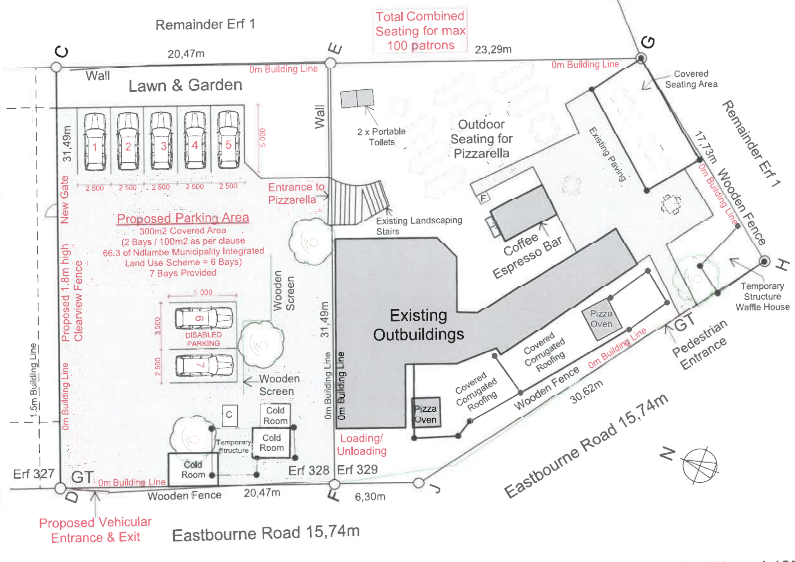 Remainder Erf 1
Total Combined
Seating for max
100 patrons
C
20,47m
E
23,29m
G
0m Building Line
0m Building Line
Wall
Lawn & Garden
Covered
Seating Area
2 x Portable
Toilets
Wall
Outdoor
Seating for
Pizzarella
31,49m
1
2
3
4
5
5 000
2 500
2 500
2 500
2 500
2 500
Existing Paving
17,73m
Remainder Erf 1
0m Building Line
Wooden Fence
New Gate
Entrance to
Pizzarella
Existing Landscaping
Stairs
F
Coffee
Espresso Bar
Proposed Parking Area
300m2 Covered Area
(2 Bays / 100m2 as per clause
66.3 of Ndlambe Municipality Integrated
Land Use Scheme = 6 Bays)
7 Bays Provided
H
Temporary
Structure
Waffle House
Proposed 1.8m high
Clearview Fence
Wooden
Screen
5 000
3 500
6
DISABLED
PARKING
2 500
7
31,49m
Existing
Outbuildings
Pizza
Oven
GT
Pedestrian
Entrance
Covered
Corrugated
Roofing
0m Building Line
Covered
Corrugated
Roofing
Wooden Fence
30,62m
1.5m Building Line
0m Building Line
Wooden
Screen
0m Building Line
0m Building Line
C
Cold
Room
Pizza
Oven
Temporary
Structure
Cold
Room
Loading/
Unloading
Cold
Room
Eastbourne Road 15,74m
N
Erf 327
GT
0m Building Line
Erf 328
Erf 329
D
Wooden Fence
20,47m
F
6,30m
J
Proposed Vehicular
Entrance & Exit
Eastbourne Road 15,74m